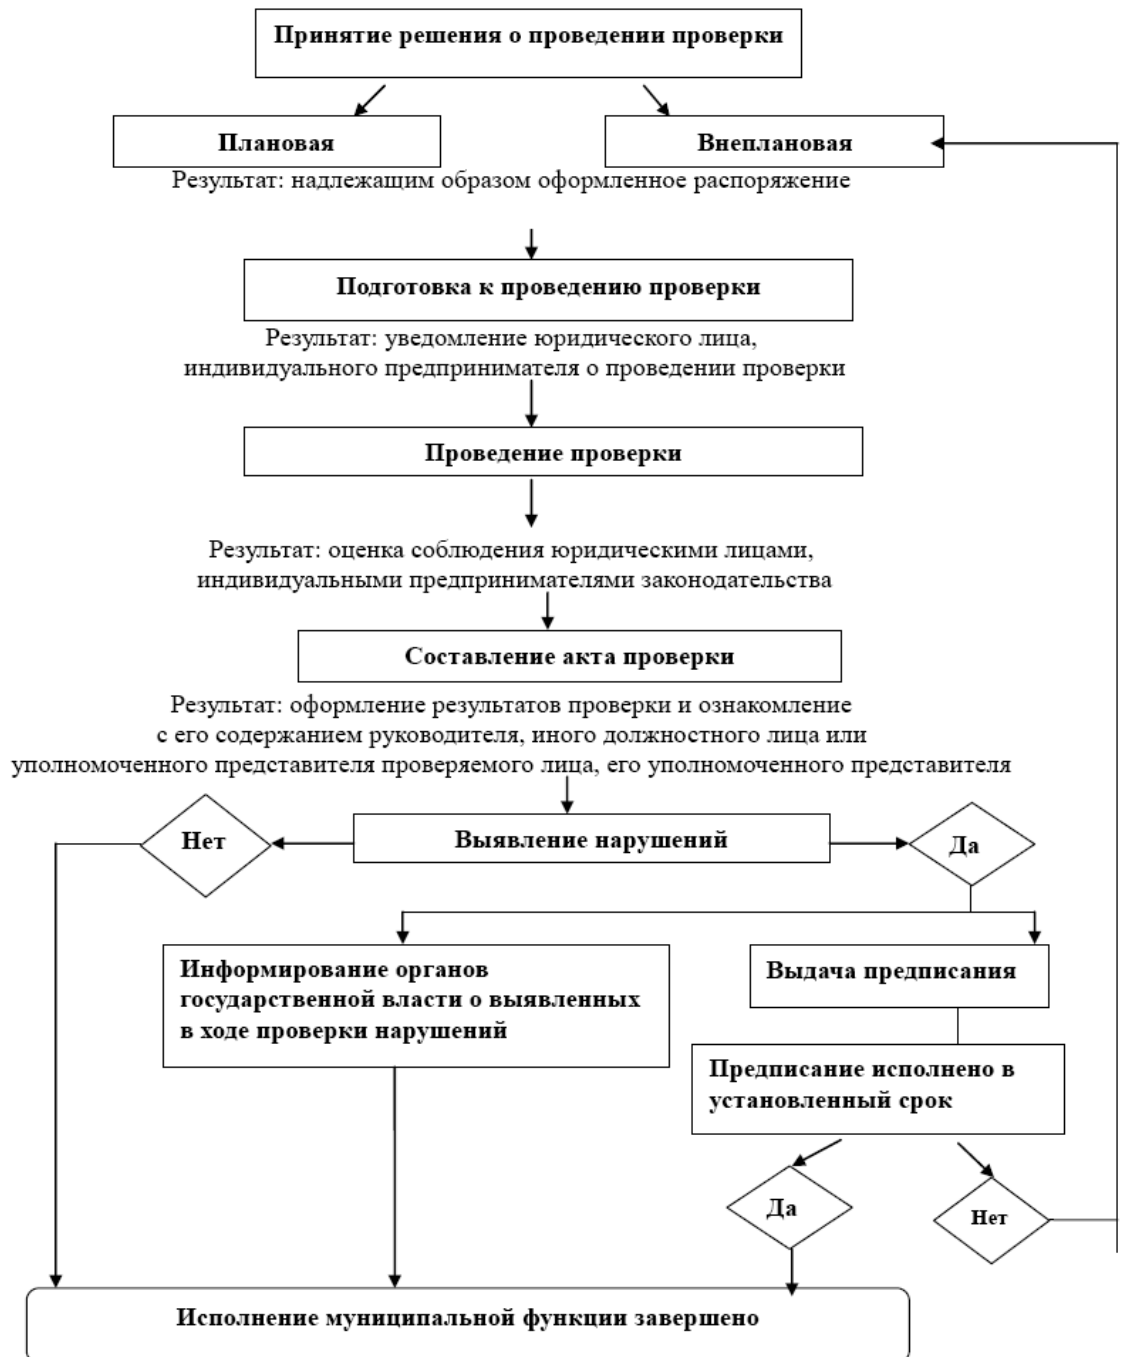 Принятие решения о проведении проверки
Плановая
Внеплановая
Результат: надлежащим образом оформленное распоряжение
Подготовка к проведению проверки
Результат: уведомление юридического лица,
индивидуального предпринимателя о проведении проверки
Проведение проверки
Результат: оценка соблюдения юридическими лицами,
индивидуальными предпринимателями законодательства
Составление акта проверки
Результат: оформление результатов проверки и ознакомление
с его содержанием руководителя, иного должностного лица или
уполномоченного представителя проверяемого лица, его уполномоченного представителя
Нет
Выявление нарушений
Да
Информирование органов
государственной власти о выявленных
в ходе проверки нарушений
Выдача предписания
Предписание исполнено в
установленный срок
Да
Нет
Исполнение муниципальной функции завершено